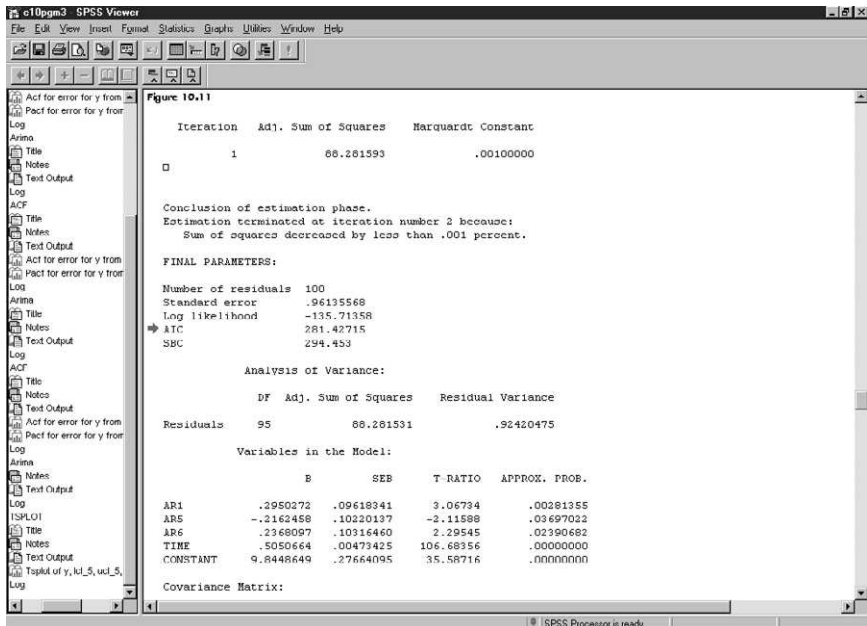 c10pgm3 - SPSS Viewer
File Edit View Insert Format Statistics Graphs Utilities Window Help
Acf for error for y from
Pacf for error for y from
Log
Arima
Title
Notes
Text Output
Log
ACF
Title
Notes
Text Output
Acf for error for y from
Pacf for error for y from
Log
Arima
Title
Notes
Text Output
Log
ACF
Title
Notes
Text Output
Acf for error for y from
Pacf for error for y from
Log
Arima
Notes
Text Output
Log
TSPLOT
Title
Notes
Text Output
Tsplot of y, lcl_5, ucl_5,
Log
Figure 10.11
Iteration Adj. Sum of Squares Marquardt Constant
1 88.281593 .00100000
Conclusion of estimation phase.
Estimation terminated at iteration number 2 because:
Sum of squares decreased by less than .001 percent.
FINAL PARAMETERS:
Number of residuals 100
Standard error .96135568
Log likelihood -135.71358
AIC 281.42715
SBC 294.453
Analysis of Variance:
DF Adj. Sum of Squares Residual Variance
Residuals 95 88.281531 .92420475
Variables in the Model:
B SEB T-RATIO APPROX. PROB.
AR1 .2950272 .09618341 3.06734 .00281355
AR5 -.2162458 .10220137 -2.11588 .03697022
AR6 .2368097 .10316460 2.29545 .02390682
TIME .5050664 .00473425 106.68356 .00000000
CONSTANT 9.8448649 .27664095 35.58716 .00000000
Covariance Matrix:
SPSS Processor is ready